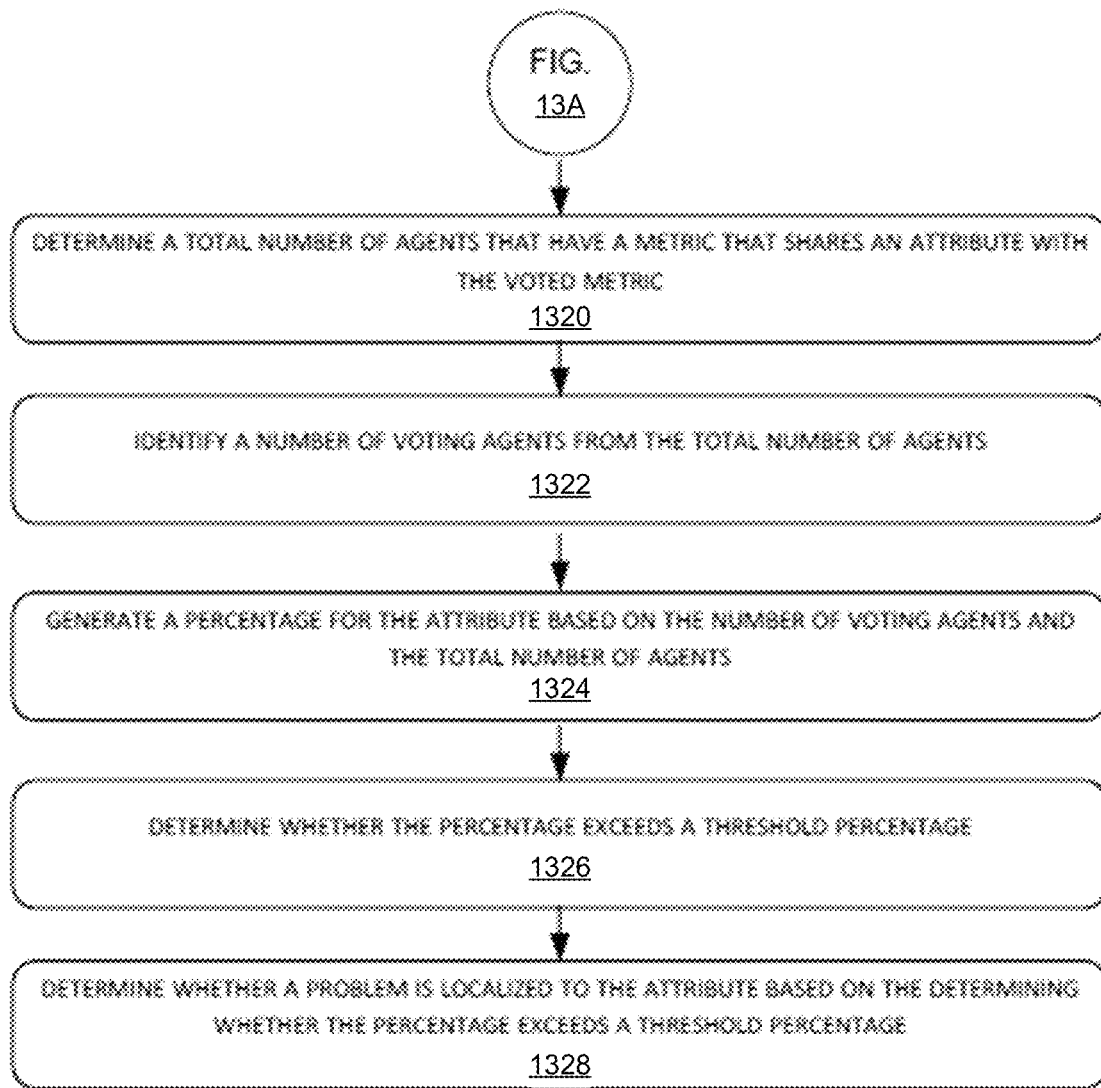 FIG.
13A
DETERMINE A TOTAL NUMBER OF AGENTS THAT HAVE A METRIC THAT SHARES AN ATTRIBUTE WITH
THE VOTED METRIC
1320
IDENTIFY A NUMBER OF VOTING AGENTS FROM THE TOTAL NUMBER OF AGENTS
1322
GENERATE A PERCENTAGE FOR THE ATTRIBUTE BASED ON THE NUMBER OF VOTING AGENTS AND
THE TOTAL NUMBER OF AGENTS
1324
DETERMINE WHETHER THE PERCENTAGE EXCEEDS A THRESHOLD PERCENTAGE
1326
DETERMINE WHETHER A PROBLEM IS LOCALIZED TO THE ATTRIBUTE BASED ON THE DETERMINING
WHETHER THE PERCENTAGE EXCEEDS A THRESHOLD PERCENTAGE
1328